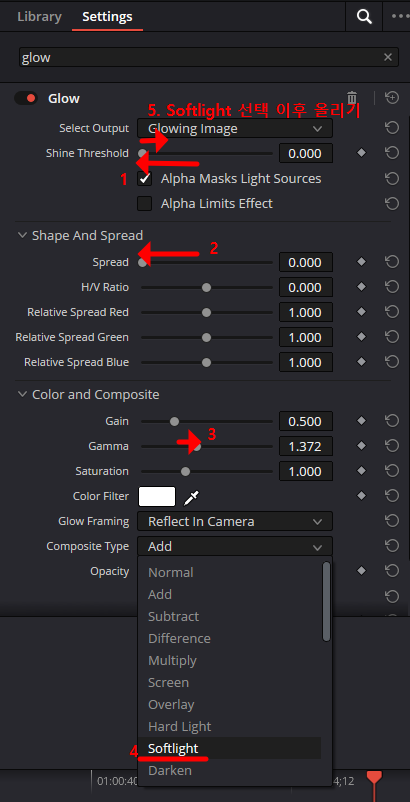 Library Settings
glow
Glow
5. Softlight 선택 이후 올리기
Select Output Glowing Image
Shine Threshold 0.000
1 Alpha Masks Light Sources
Alpha Limits Effect
Shape And Spread
2
Spread 0.000
H/V Ratio 0.000
Relative Spread Red 1.000
Relative Spread Green 1.000
Relative Spread Blue 1.000
Color and Composite
Gain 0.500
3
Gamma 1.372
Saturation 1.000
Color Filter
Glow Framing Reflect In Camera
Composite Type Add
Opacity
Normal
Add
Subtract
Difference
Multiply
Screen
Overlay
Hard Light
4 Softlight
Darken
01:00:40 4;12